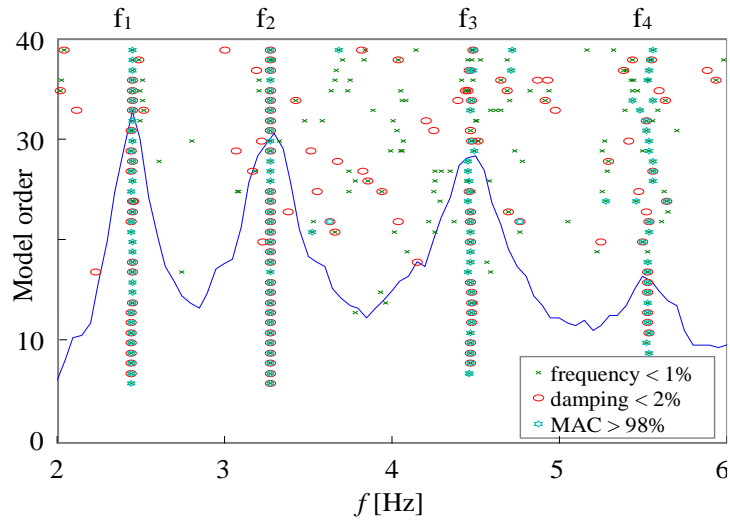 f₁ f₂ f₃ f₄
40
30
20
10
0
Model order
frequency < 1%
damping < 2%
MAC > 98%
2 3 4 5 6
f [Hz]